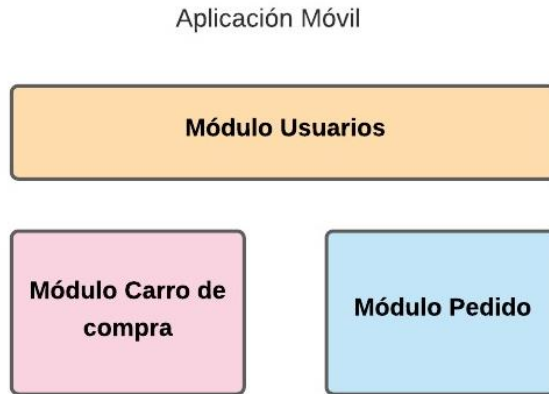 Aplicación Móvil
Módulo Usuarios
Módulo Carro de
compra
Módulo Pedido